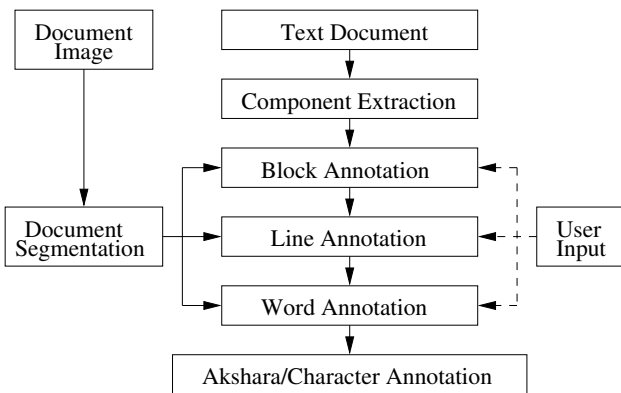 Document
Image
Text Document
Component Extraction
Block Annotation
Document
Segmentation
Line Annotation
User
Input
Word Annotation
Akshara/Character Annotation